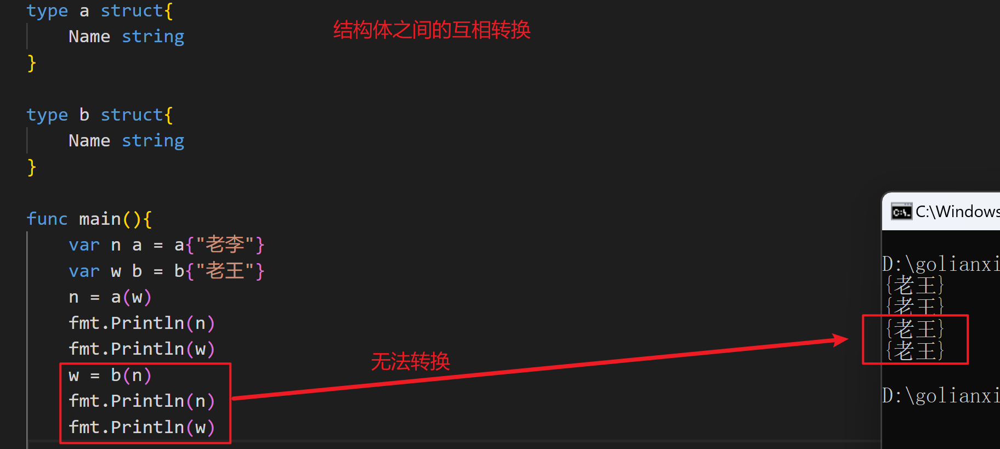 type a struct{
结构体之间的互相转换
Name string
}
type b struct{
Name string
}
func main(){
var n a = a{"老李"}
var w b = b{"老王"}
n = a(w)
fmt.Println(n)
fmt.Println(w)
无法转换
w = b(n)
fmt.Println(n)
fmt.Println(w)
C:\Windows
D:\golianxi
{老王}
{老王}
{老王}
{老王}
D:\golianxi